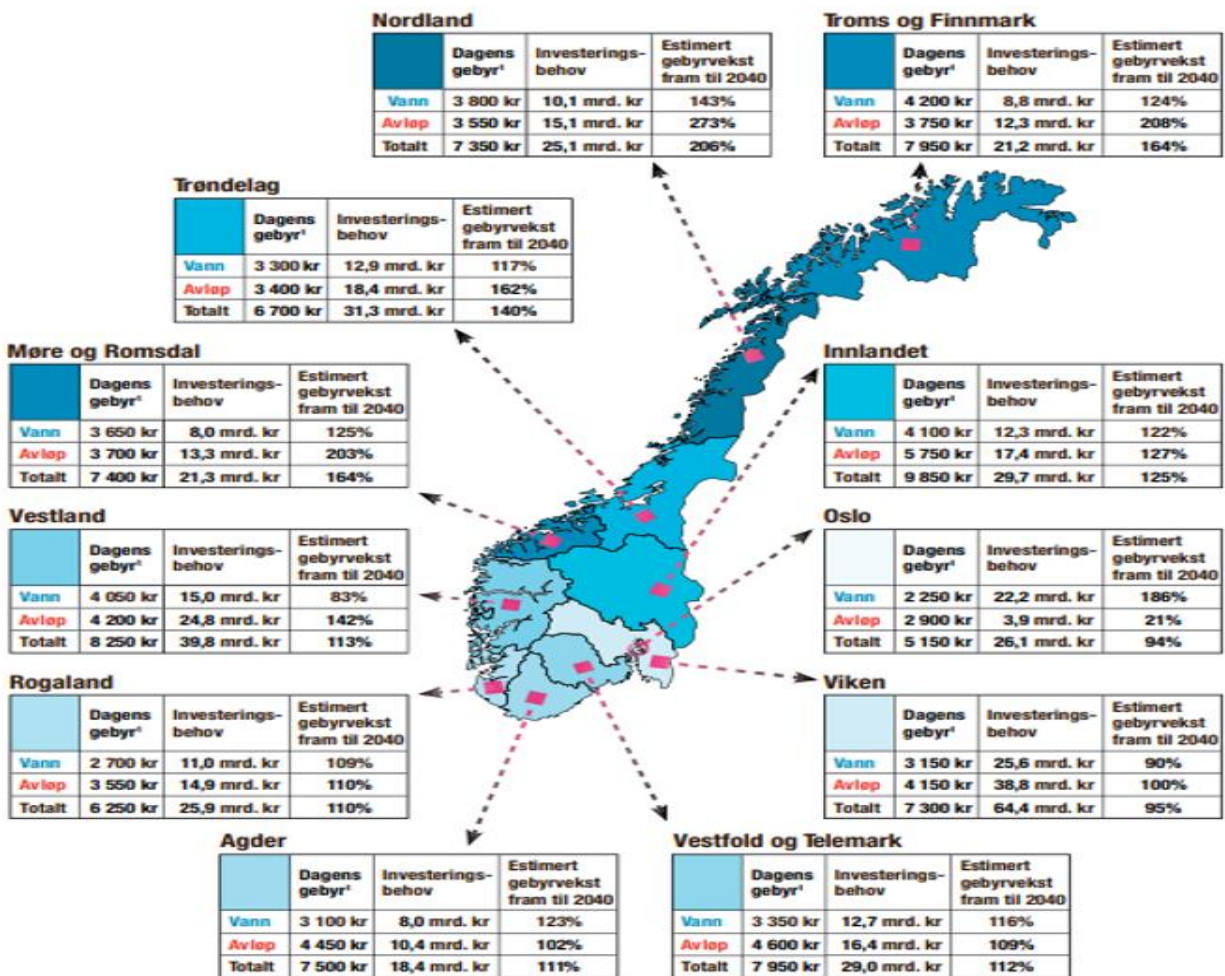 Nordland
Dagens gebyr¹ Investerings-behov Estimert gebyrvekst fram til 2040
Vann 3 800 kr 10,1 mrd. kr 143%
Avløp 3 550 kr 15,1 mrd. kr 273%
Totalt 7 350 kr 25,1 mrd. kr 206%
Troms og Finnmark
Dagens gebyr¹ Investerings-behov Estimert gebyrvekst fram til 2040
Vann 4 200 kr 8,8 mrd. kr 124%
Avløp 3 750 kr 12,3 mrd. kr 208%
Totalt 7 950 kr 21,2 mrd. kr 164%
Trøndelag
Dagens gebyr¹ Investerings-behov Estimert gebyrvekst fram til 2040
Vann 3 300 kr 12,9 mrd. kr 117%
Avløp 3 400 kr 18,4 mrd. kr 162%
Totalt 6 700 kr 31,3 mrd. kr 140%
Møre og Romsdal
Dagens gebyr¹ Investerings-behov Estimert gebyrvekst fram til 2040
Vann 3 650 kr 8,0 mrd. kr 125%
Avløp 3 700 kr 13,3 mrd. kr 203%
Totalt 7 400 kr 21,3 mrd. kr 164%
Innlandet
Dagens gebyr¹ Investerings-behov Estimert gebyrvekst fram til 2040
Vann 4 100 kr 12,3 mrd. kr 122%
Avløp 5 750 kr 17,4 mrd. kr 127%
Totalt 9 850 kr 29,7 mrd. kr 125%
Vestland
Dagens gebyr¹ Investerings-behov Estimert gebyrvekst fram til 2040
Vann 4 050 kr 15,0 mrd. kr 83%
Avløp 4 200 kr 24,8 mrd. kr 142%
Totalt 8 250 kr 39,8 mrd. kr 113%
Oslo
Dagens gebyr¹ Investerings-behov Estimert gebyrvekst fram til 2040
Vann 2 250 kr 22,2 mrd. kr 186%
Avløp 2 900 kr 3,9 mrd. kr 21%
Totalt 5 150 kr 26,1 mrd. kr 94%
Rogaland
Dagens gebyr¹ Investerings-behov Estimert gebyrvekst fram til 2040
Vann 2 700 kr 11,0 mrd. kr 109%
Avløp 3 550 kr 14,9 mrd. kr 110%
Totalt 6 250 kr 25,9 mrd. kr 110%
Viken
Dagens gebyr¹ Investerings-behov Estimert gebyrvekst fram til 2040
Vann 3 150 kr 25,6 mrd. kr 90%
Avløp 4 150 kr 38,8 mrd. kr 100%
Totalt 7 300 kr 64,4 mrd. kr 95%
Agder
Dagens gebyr¹ Investerings-behov Estimert gebyrvekst fram til 2040
Vann 3 100 kr 8,0 mrd. kr 123%
Avløp 4 450 kr 10,4 mrd. kr 102%
Totalt 7 500 kr 18,4 mrd. kr 111%
Vestfold og Telemark
Dagens gebyr¹ Investerings-behov Estimert gebyrvekst fram til 2040
Vann 3 350 kr 12,7 mrd. kr 116%
Avløp 4 600 kr 16,4 mrd. kr 109%
Totalt 7 950 kr 29,0 mrd. kr 112%